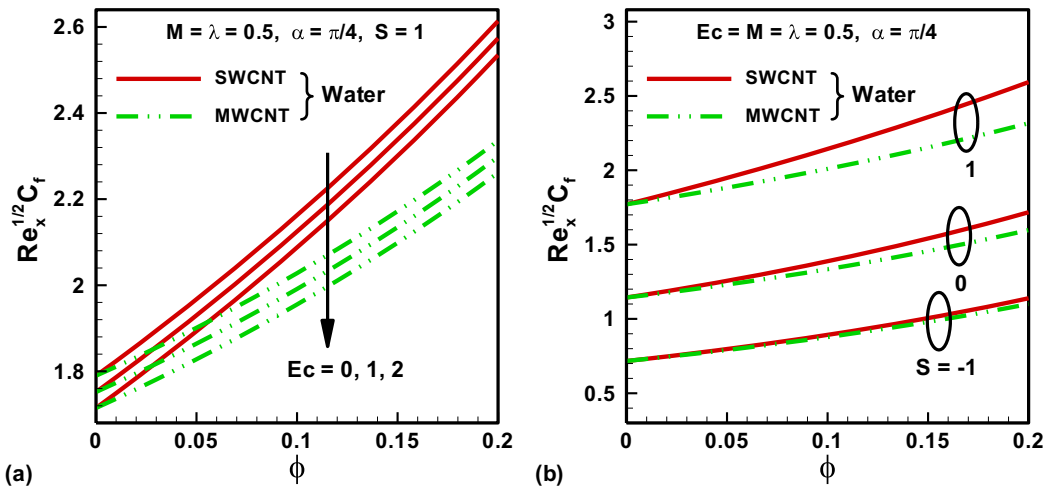 M = λ = 0.5, α = π/4, S = 1
SWCNT
MWCNT
} Water
Ec = 0, 1, 2
Re_x^{1/2} C_f
2.6
2.4
2.2
2
1.8
0
0.05
0.1
0.15
0.2
ϕ
(a)
Ec = M = λ = 0.5, α = π/4
SWCNT
MWCNT
} Water
1
0
S = -1
Re_x^{1/2} C_f
3
2.5
2
1.5
1
0.5
0
0.05
0.1
0.15
0.2
ϕ
(b)